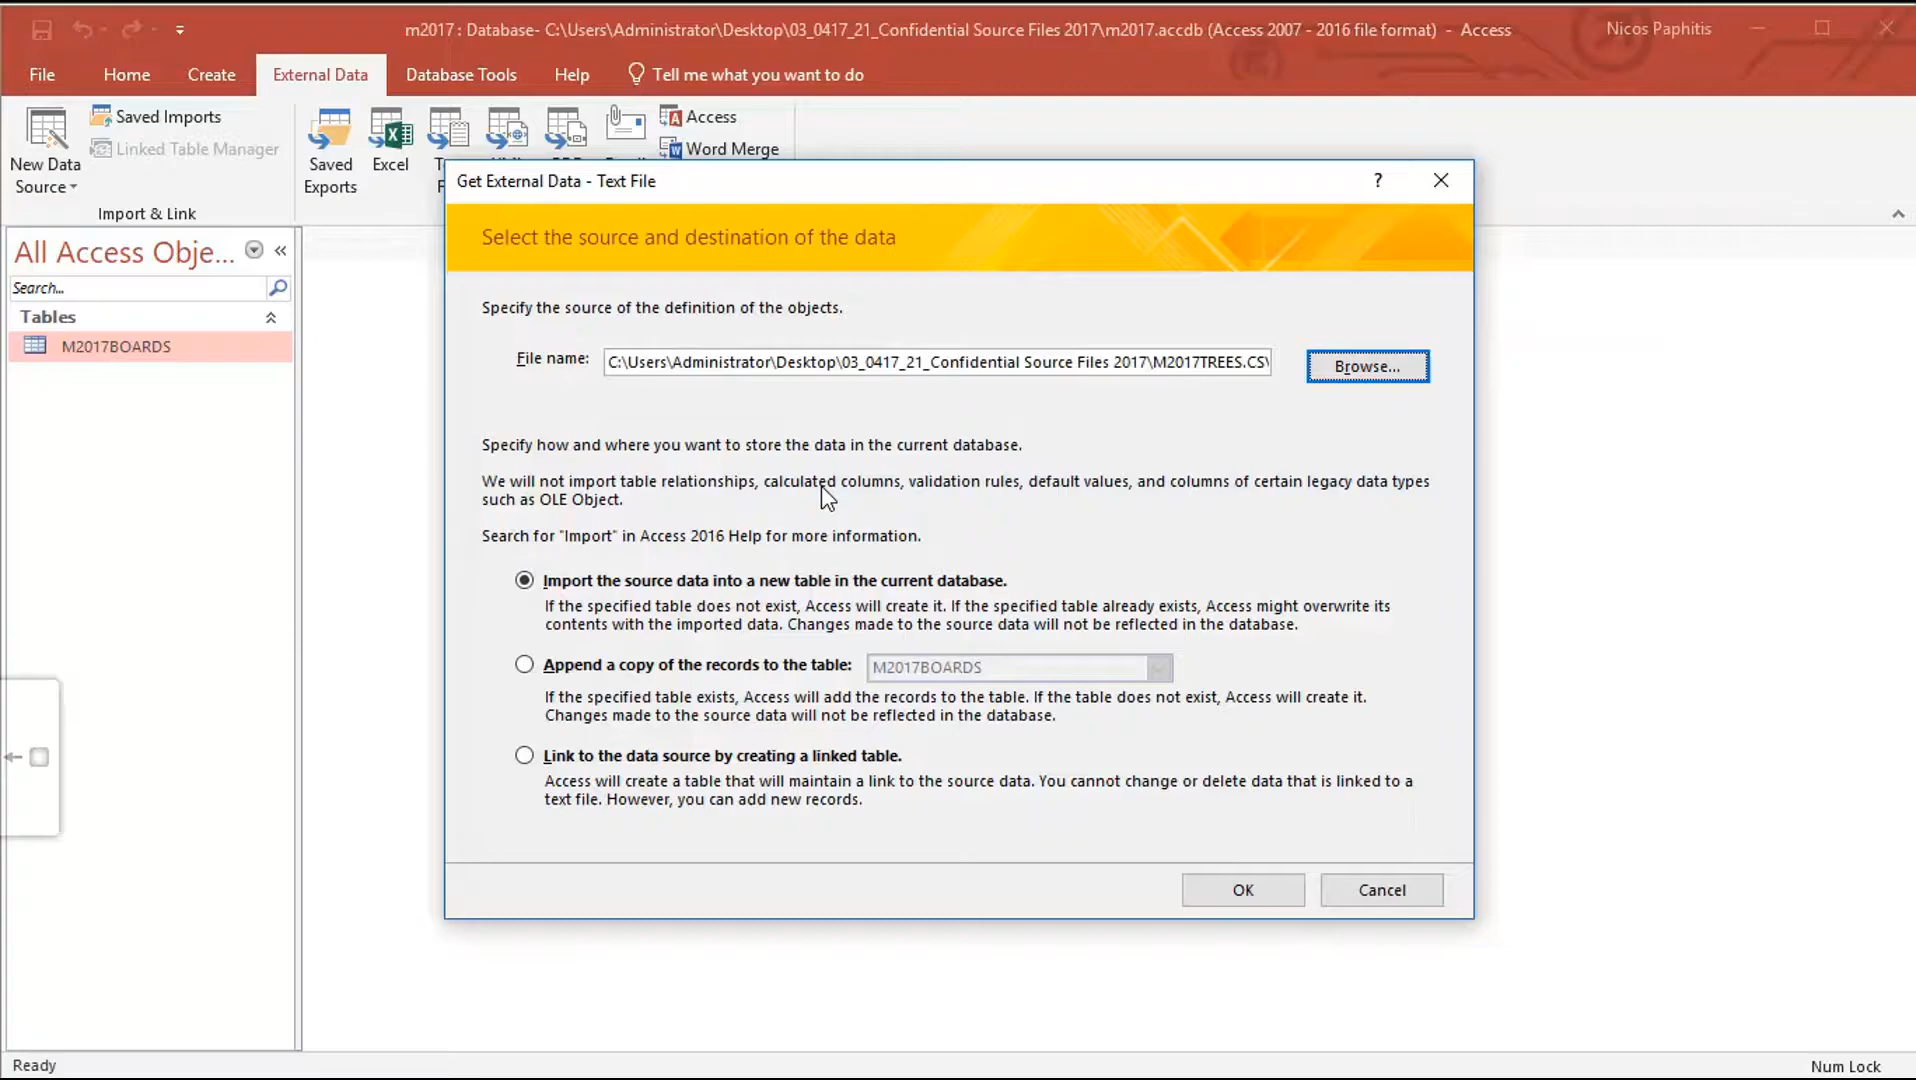 m2017 : Database- C:\Users\Administrator\Desktop\03_0417_21_Confidential Source Files 2017\m2017.accdb (Access 2007 - 2016 file format) - Access
Nicos Paphitis
File
Home
Create
External Data
Database Tools
Help
Tell me what you want to do
New Data
Source
Saved Imports
Linked Table Manager
Import & Link
Saved
Exports
Excel
Access
Word Merge
All Access Obje...
Search...
Tables
M2017BOARDS
Get External Data - Text File
?
Select the source and destination of the data
Specify the source of the definition of the objects.
File name:
C:\Users\Administrator\Desktop\03_0417_21_Confidential Source Files 2017\M2017TREES.CSV
Browse...
Specify how and where you want to store the data in the current database.
We will not import table relationships, calculated columns, validation rules, default values, and columns of certain legacy data types
such as OLE Object.
Search for "Import" in Access 2016 Help for more information.
Import the source data into a new table in the current database.
If the specified table does not exist, Access will create it. If the specified table already exists, Access might overwrite its
contents with the imported data. Changes made to the source data will not be reflected in the database.
Append a copy of the records to the table:
M2017BOARDS
If the specified table exists, Access will add the records to the table. If the table does not exist, Access will create it.
Changes made to the source data will not be reflected in the database.
Link to the data source by creating a linked table.
Access will create a table that will maintain a link to the source data. You cannot change or delete data that is linked to a
text file. However, you can add new records.
OK
Cancel
Ready
Num Lock